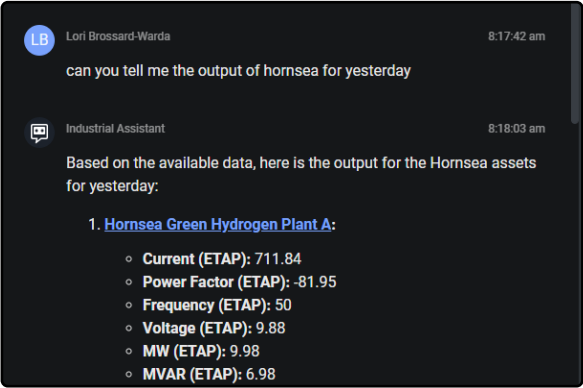 LB
Lori Brossard-Warda
8:17:42 am
can you tell me the output of hornsea for yesterday
Industrial Assistant
8:18:03 am
Based on the available data, here is the output for the Hornsea assets
for yesterday:
1. Hornsea Green Hydrogen Plant A:
Current (ETAP): 711.84
Power Factor (ETAP): -81.95
Frequency (ETAP): 50
Voltage (ETAP): 9.88
MW (ETAP): 9.98
MVAR (ETAP): 6.98